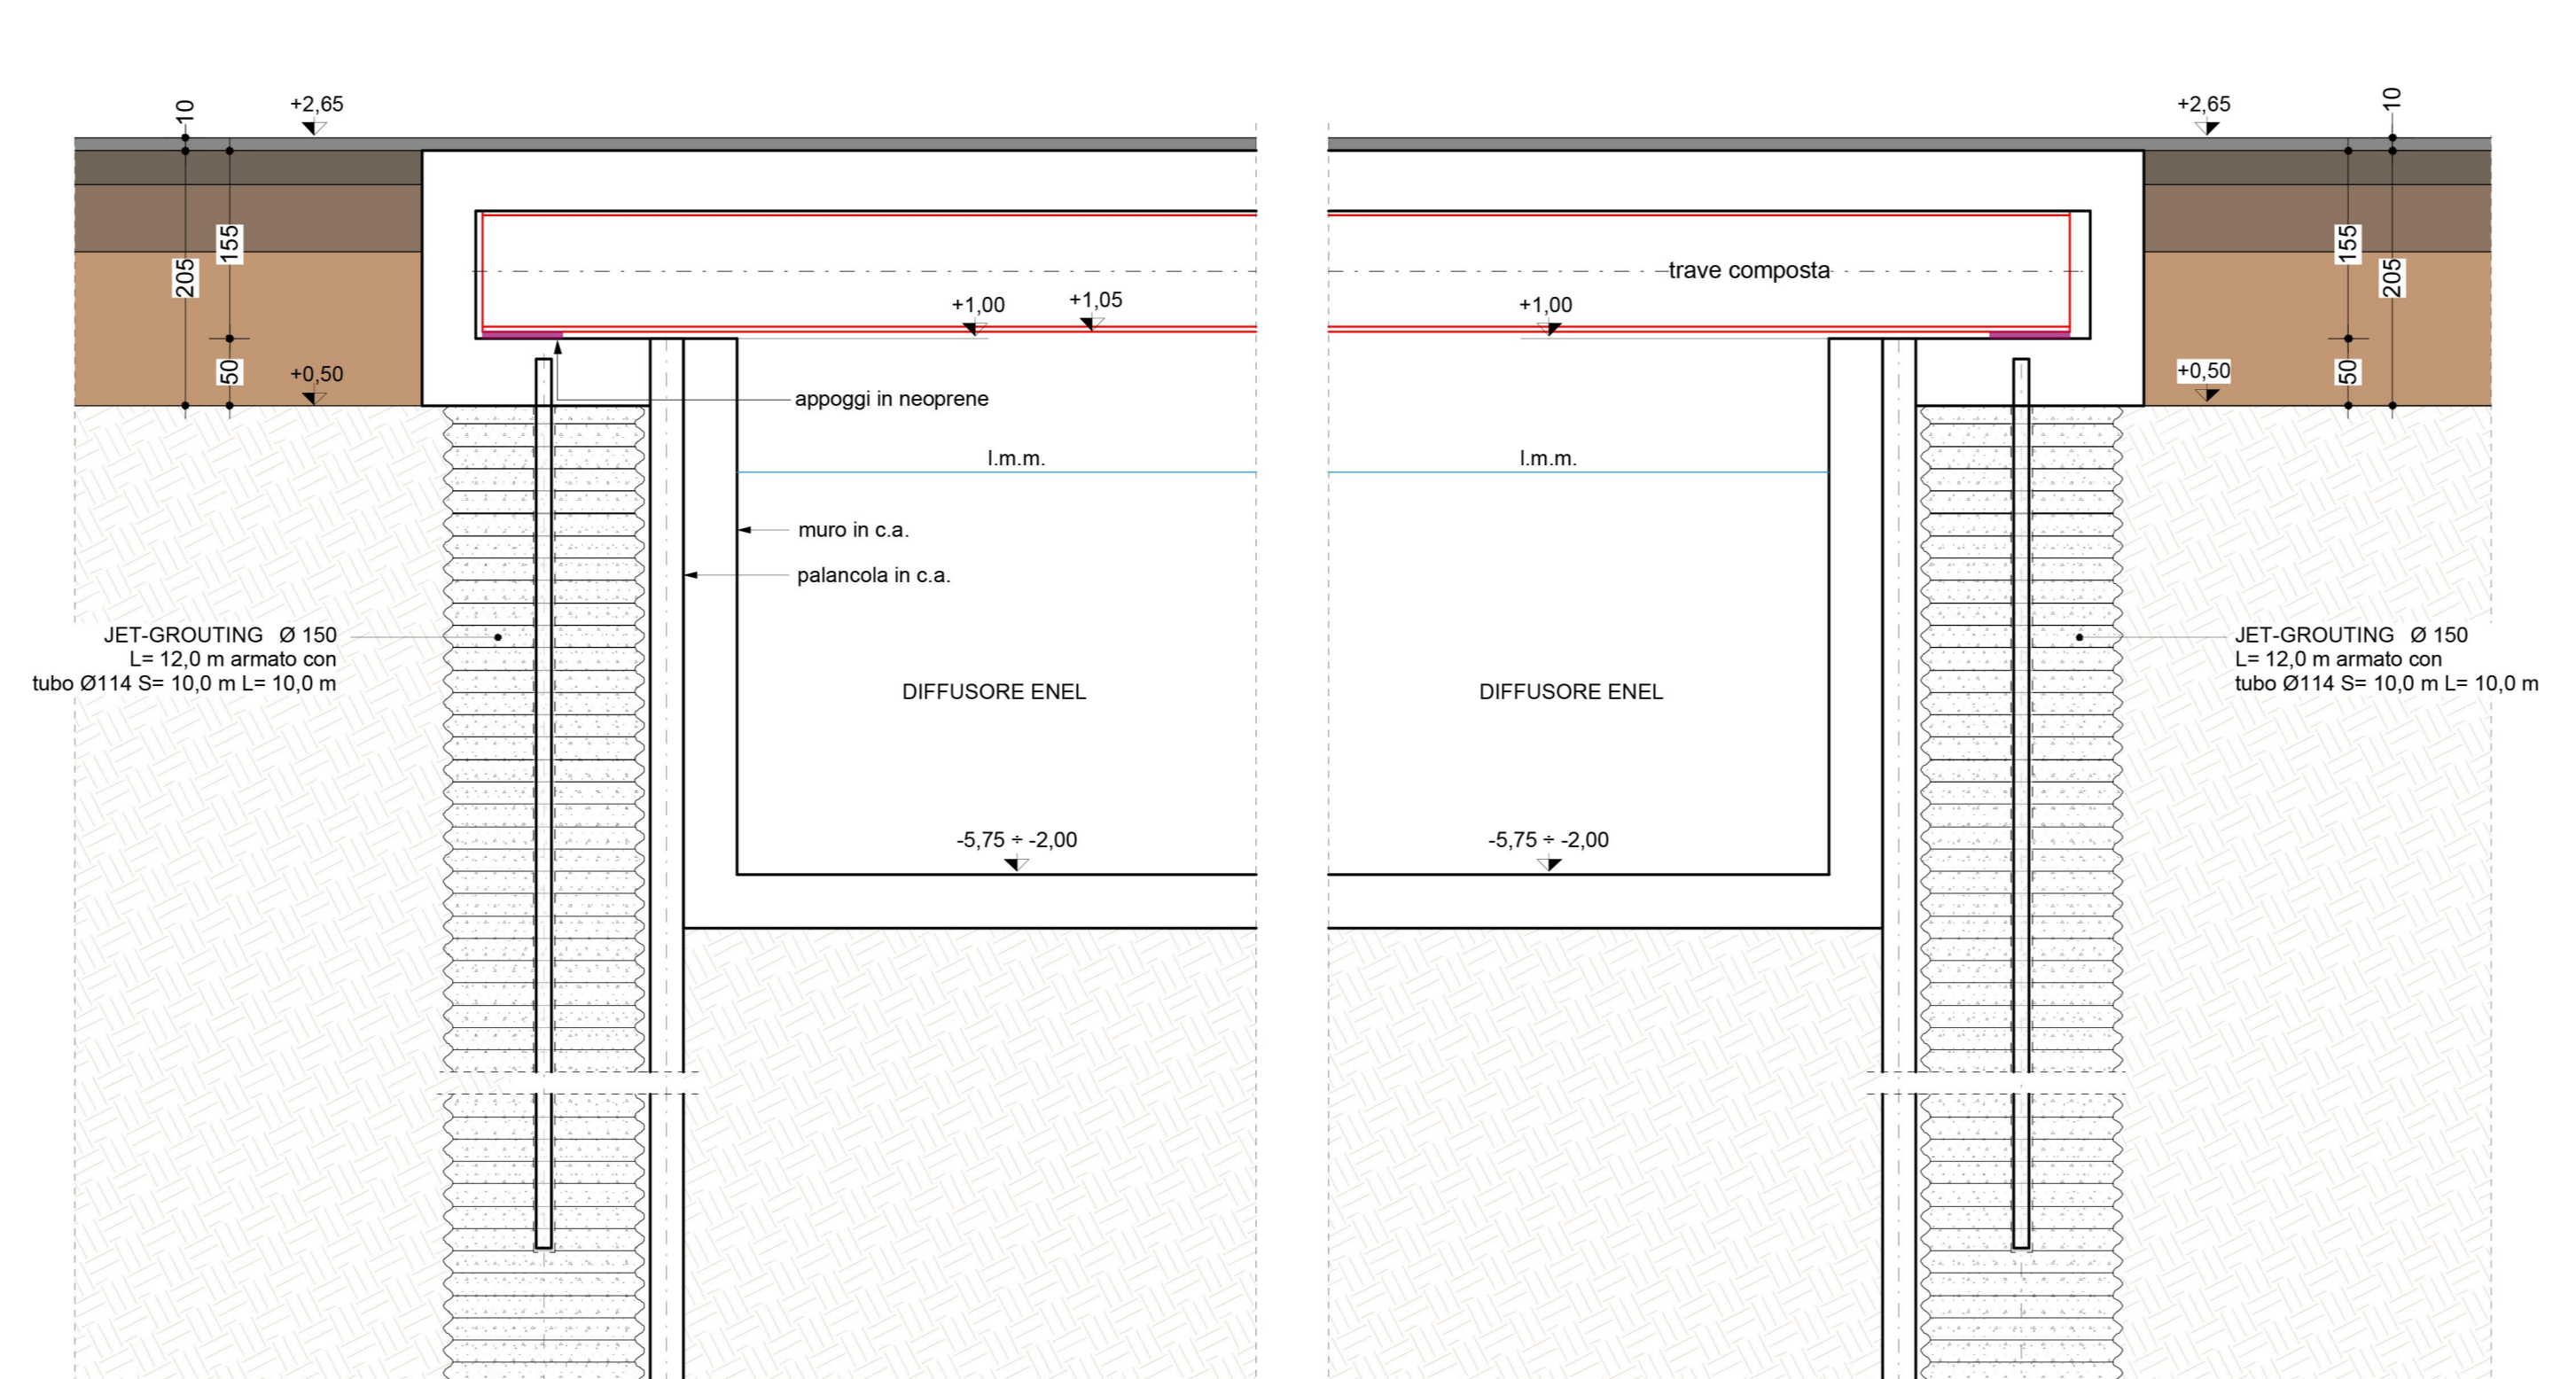 10
+2,65
+2,65
10
155
205
155
205
trave composta
+1,00
+1,05
+1,00
50
+0,50
+0,50
50
appoggi in neoprene
l.m.m.
l.m.m.
muro in c.a.
palancola in c.a.
JET-GROUTING Ø 150
L= 12,0 m armato con
tubo Ø114 S= 10,0 m L= 10,0 m
JET-GROUTING Ø 150
L= 12,0 m armato con
tubo Ø114 S= 10,0 m L= 10,0 m
DIFFUSORE ENEL
DIFFUSORE ENEL
-5,75 ÷ -2,00
-5,75 ÷ -2,00